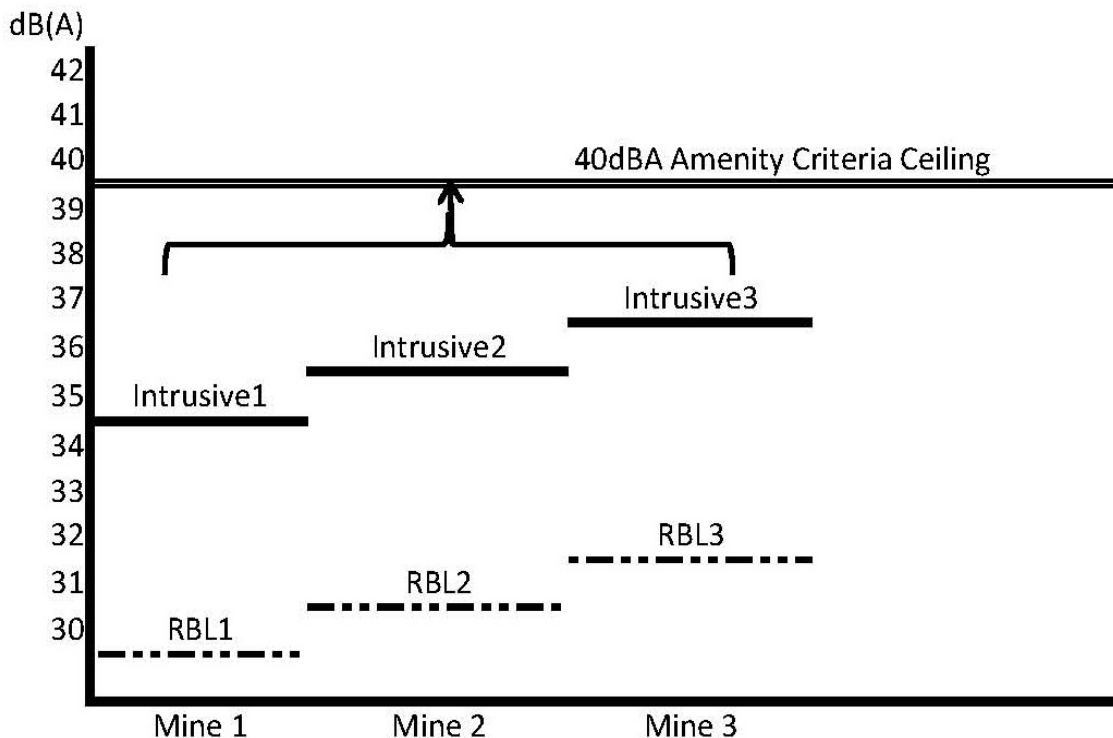 dB(A)
42
41
40
40dBA Amenity Criteria Ceiling
39
38
37
Intrusive3
36
Intrusive2
35
Intrusive1
34
33
32
RBL3
31
RBL2
30
RBL1
Mine 1
Mine 2
Mine 3